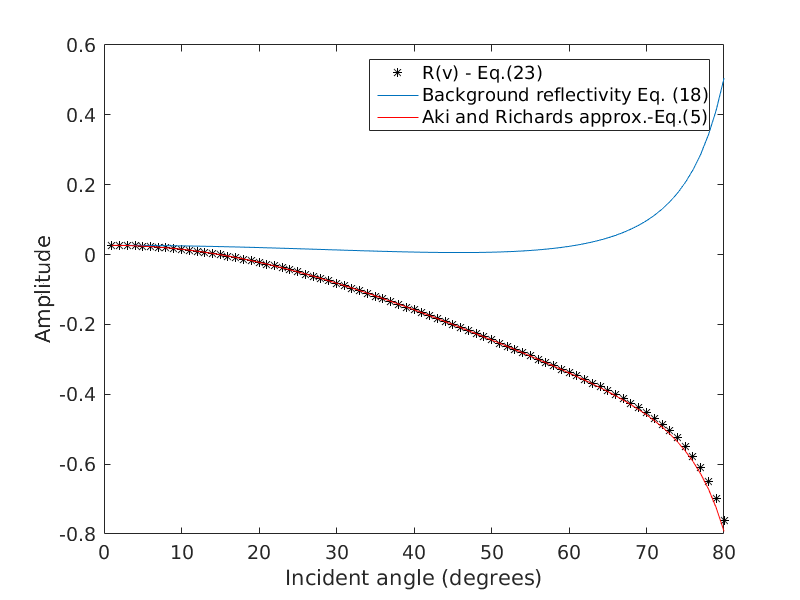 0.6
0.4
0.2
0
-0.2
-0.4
-0.6
-0.8
Amplitude
R(v) - Eq.(23)
Background reflectivity Eq. (18)
Aki and Richards approx.-Eq.(5)
0 10 20 30 40 50 60 70 80
Incident angle (degrees)